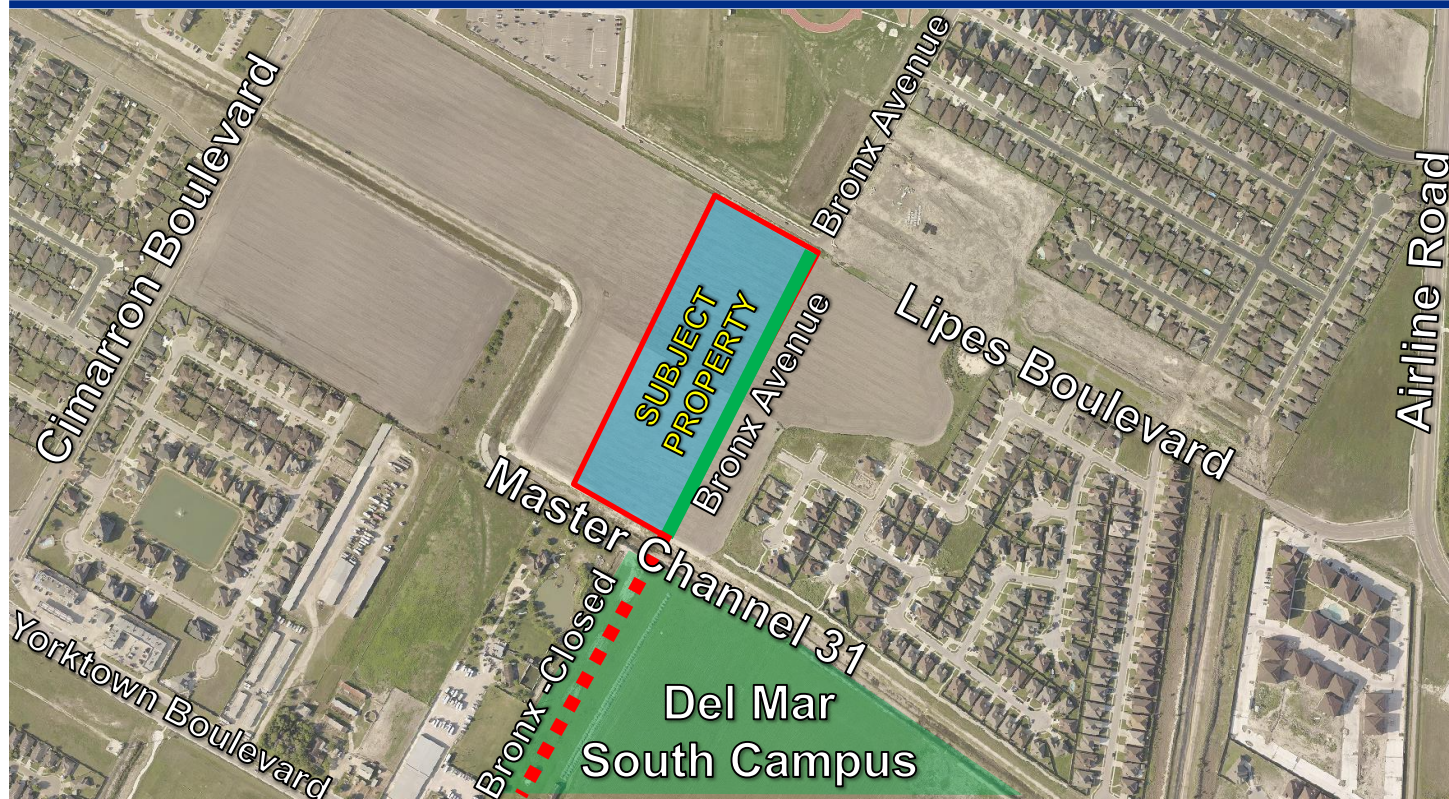 Cimarron Boulevard
Bronx Avenue
Airline Road
Lipes Boulevard
SUBJECT
PROPERTY
Bronx Avenue
Master Channel 31
Bronx -Closed
Yorktown Boulevard
Del Mar
South Campus